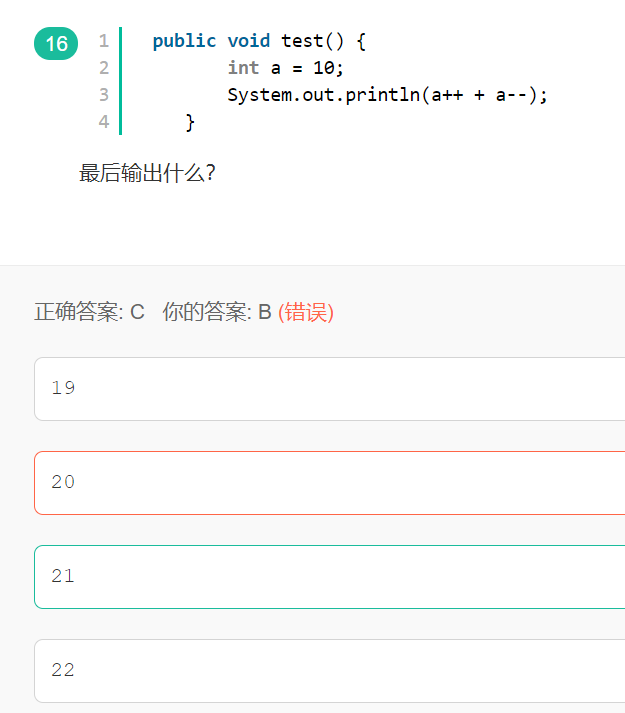 16
1 public void test() {
2 int a = 10;
3 System.out.println(a++ + a--);
4 }
最后输出什么?
正确答案: C 你的答案: B (错误)
19
20
21
22